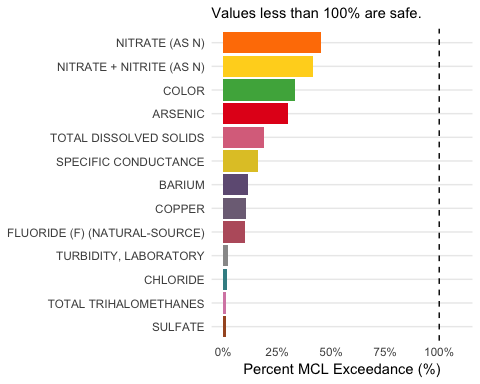 Values less than 100% are safe.
NITRATE (AS N)
NITRATE + NITRITE (AS N)
COLOR
ARSENIC
TOTAL DISSOLVED SOLIDS
SPECIFIC CONDUCTANCE
BARIUM
COPPER
FLUORIDE (F) (NATURAL-SOURCE)
TURBIDITY, LABORATORY
CHLORIDE
TOTAL TRIHALOMETHANES
SULFATE
0% 25% 50% 75% 100%
Percent MCL Exceedance (%)